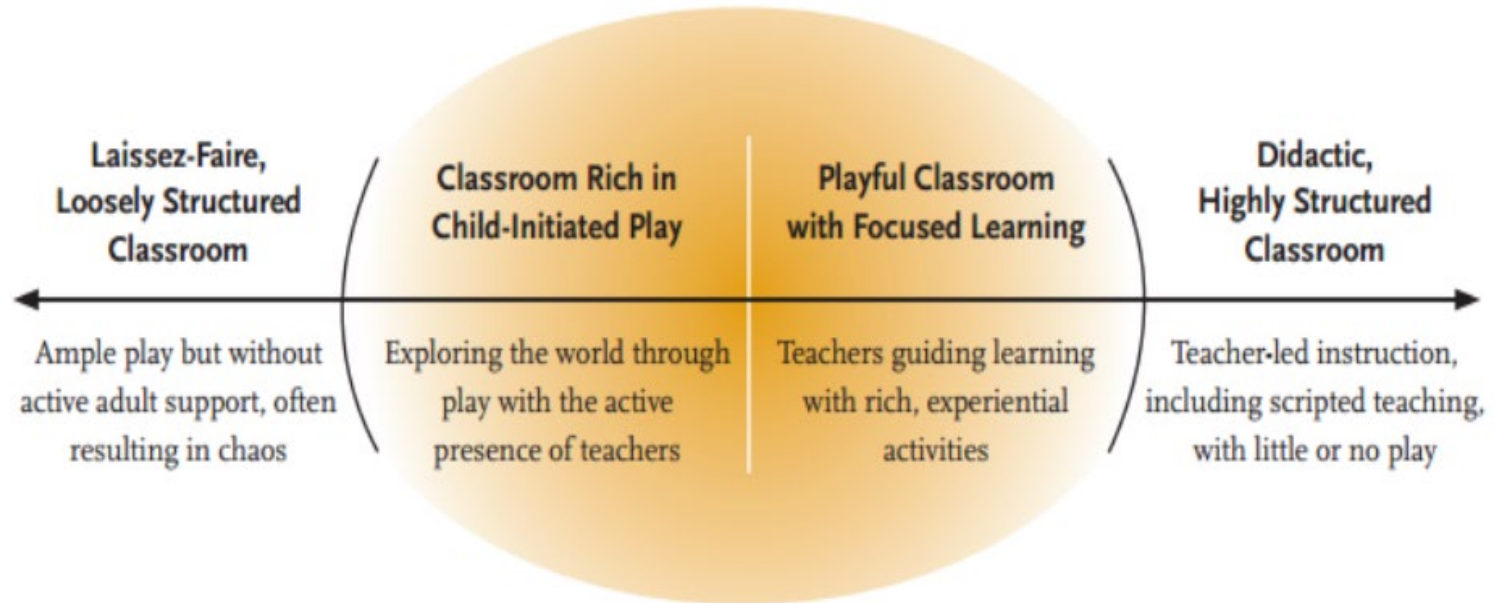 Laissez-Faire,
Loosely Structured
Classroom
Ample play but without
active adult support, often
resulting in chaos
Classroom Rich in
Child-Initiated Play
Exploring the world through
play with the active
presence of teachers
Playful Classroom
with Focused Learning
Teachers guiding learning
with rich, experiential
activities
Didactic,
Highly Structured
Classroom
Teacher-led instruction,
including scripted teaching,
with little or no play